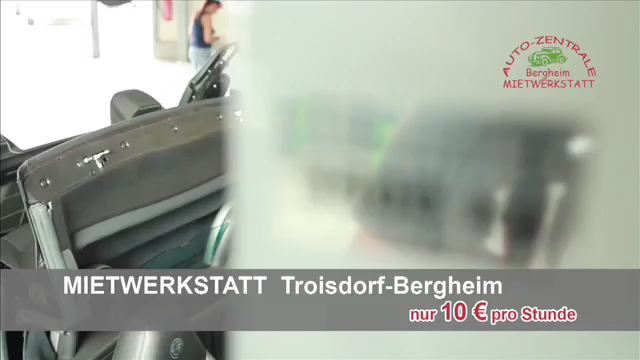 AUTO-ZENTRALE
Bergheim
MIETWERKSTATT
MIETWERKSTATT Troisdorf-Bergheim
nur 10 € pro Stunde